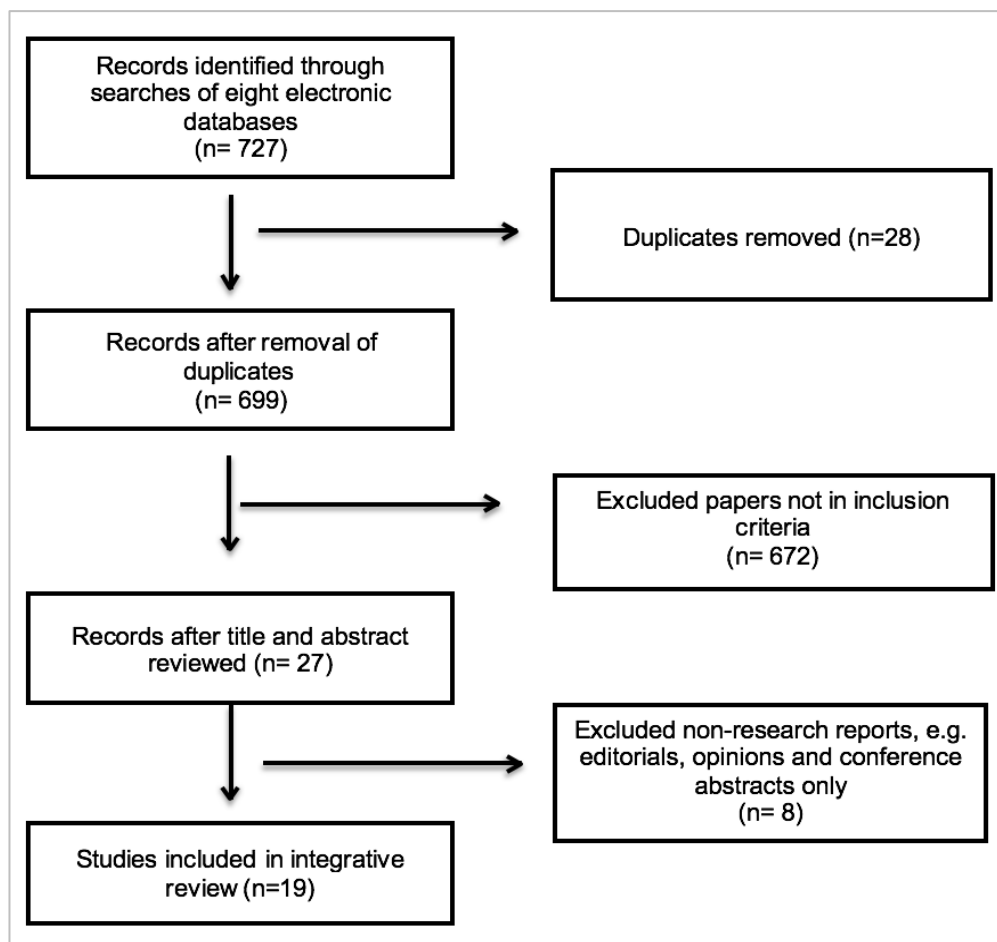 Records identified through
searches of eight electronic
databases
(n= 727)
Duplicates removed (n=28)
Records after removal of
duplicates
(n= 699)
Excluded papers not in inclusion
criteria
(n= 672)
Records after title and abstract
reviewed (n= 27)
Excluded non-research reports, e.g.
editorials, opinions and conference
abstracts only
(n= 8)
Studies included in integrative
review (n=19)